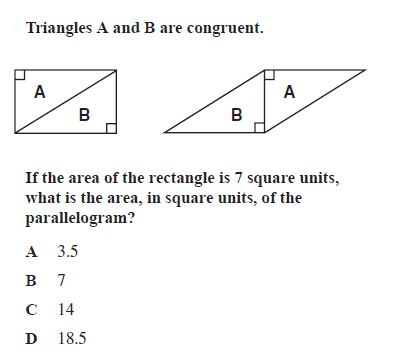 Triangles A and B are congruent.
A
B
B
A
If the area of the rectangle is 7 square units,
what is the area, in square units, of the
parallelogram?
A 3.5
B 7
C 14
D 18.5